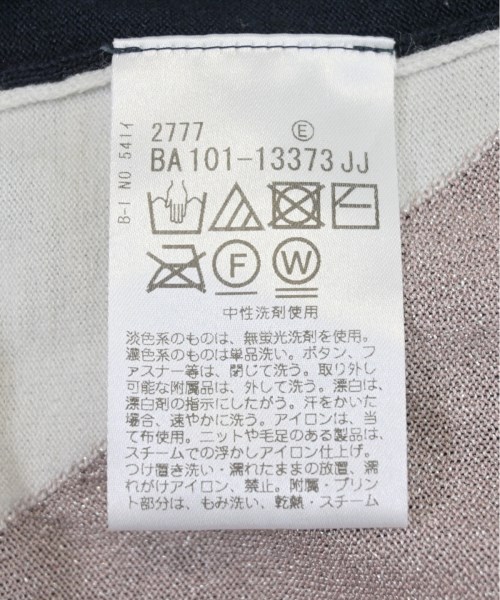 2777 Ⓔ
BA 101-13373 JJ
B-I NO 541イ
F W
中性洗剤使用
淡色系のものは、無蛍光洗剤を使用。
濃色系のものは単品洗い。ボタン、フ
ァスナー等は、閉じて洗う。取り外し
可能な附属品は、外して洗う。漂白は、
漂白剤の指示にしたがう。汗をかいた
場合、速やかに洗う。アイロンは、当
て布使用。ニットや毛足のある製品は、
スチームでの浮かしアイロン仕上げ。
つけ置き洗い・濡れたままの放置、濡
れがけアイロン、禁止。附属・プリン
ト部分は、もみ洗い、乾熱・スチーム